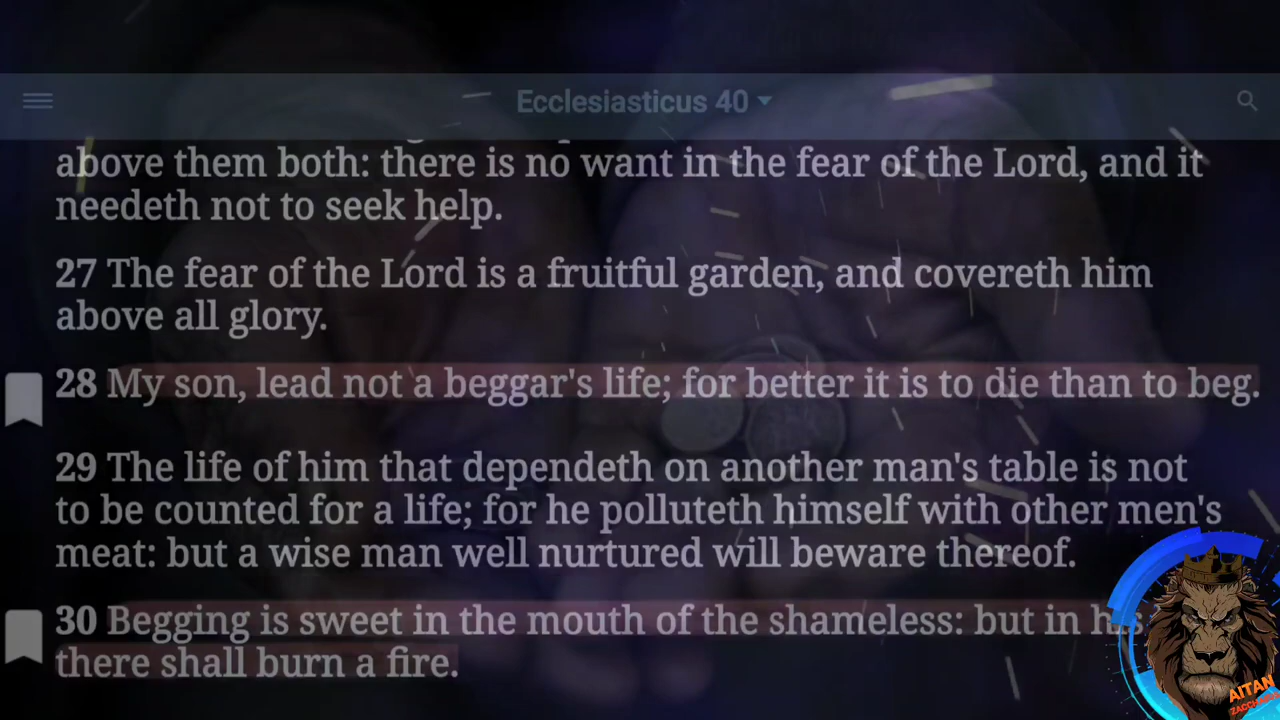 Ecclesiasticus 40
above them both: there is no want in the fear of the Lord, and it
needeth not to seek help.
27 The fear of the Lord is a fruitful garden, and covereth him
above all glory.
28 My son, lead not a beggar's life; for better it is to die than to beg.
29 The life of him that dependeth on another man's table is not
to be counted for a life; for he polluteth himself with other men's
meat: but a wise man well nurtured will beware thereof.
30 Begging is sweet in the mouth of the shameless: but in his
there shall burn a fire.
AITAN